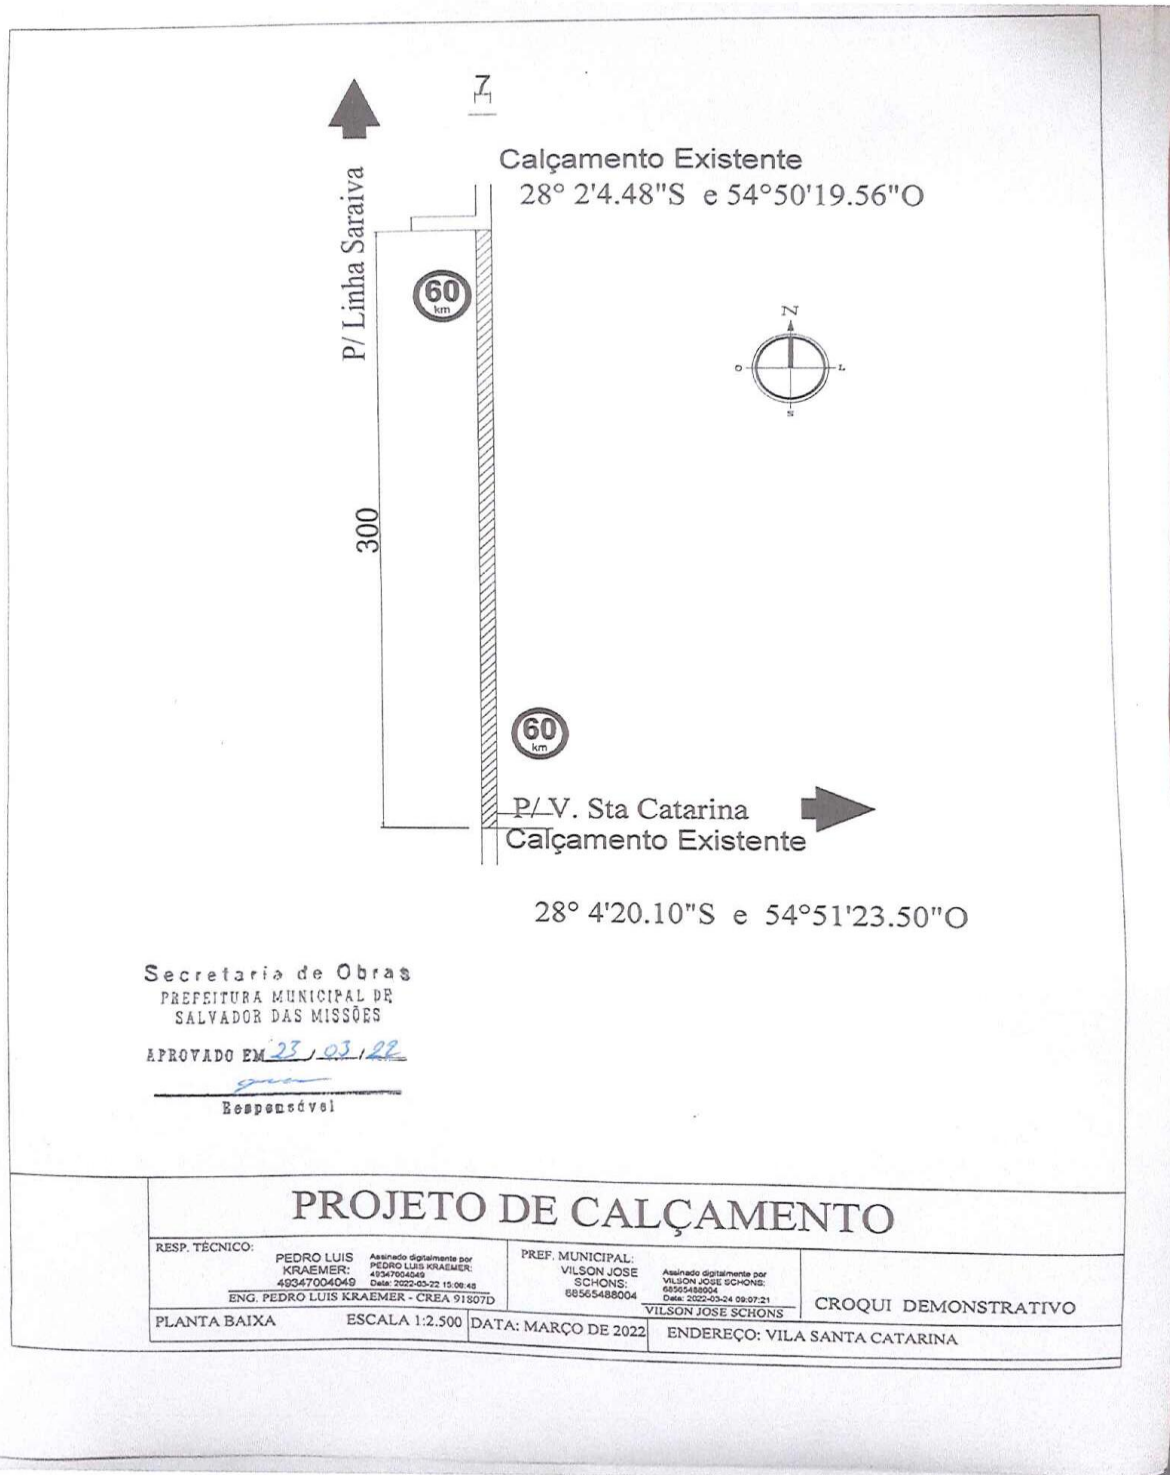 7
Calçamento Existente
28° 2'4.48"S e 54°50'19.56"O
P/ Linha Saraiva
60
km
N
O
L
S
300
60
km
P/ V. Sta Catarina
Calçamento Existente
28° 4'20.10"S e 54°51'23.50"O
Secretaria de Obras
PREFEITURA MUNICIPAL DE
SALVADOR DAS MISSÕES
APROVADO EM 23/03/22
Responsável
PROJETO DE CALÇAMENTO
RESP. TÉCNICO:
PEDRO LUIS
KRAEMER:
49347004049
Assinado digitalmente por
PEDRO LUIS KRAEMER:
49347004049
Date: 2022-03-22 15:00:48
ENG. PEDRO LUIS KRAEMER - CREA 91807D
PREF. MUNICIPAL:
VILSON JOSE
SCHONS:
68565488004
Assinado digitalmente por
VILSON JOSE SCHONS:
68565488004
Date: 2022-03-24 09:07:21
VILSON JOSE SCHONS
CROQUI DEMONSTRATIVO
PLANTA BAIXA
ESCALA 1:2.500
DATA: MARÇO DE 2022
ENDEREÇO: VILA SANTA CATARINA